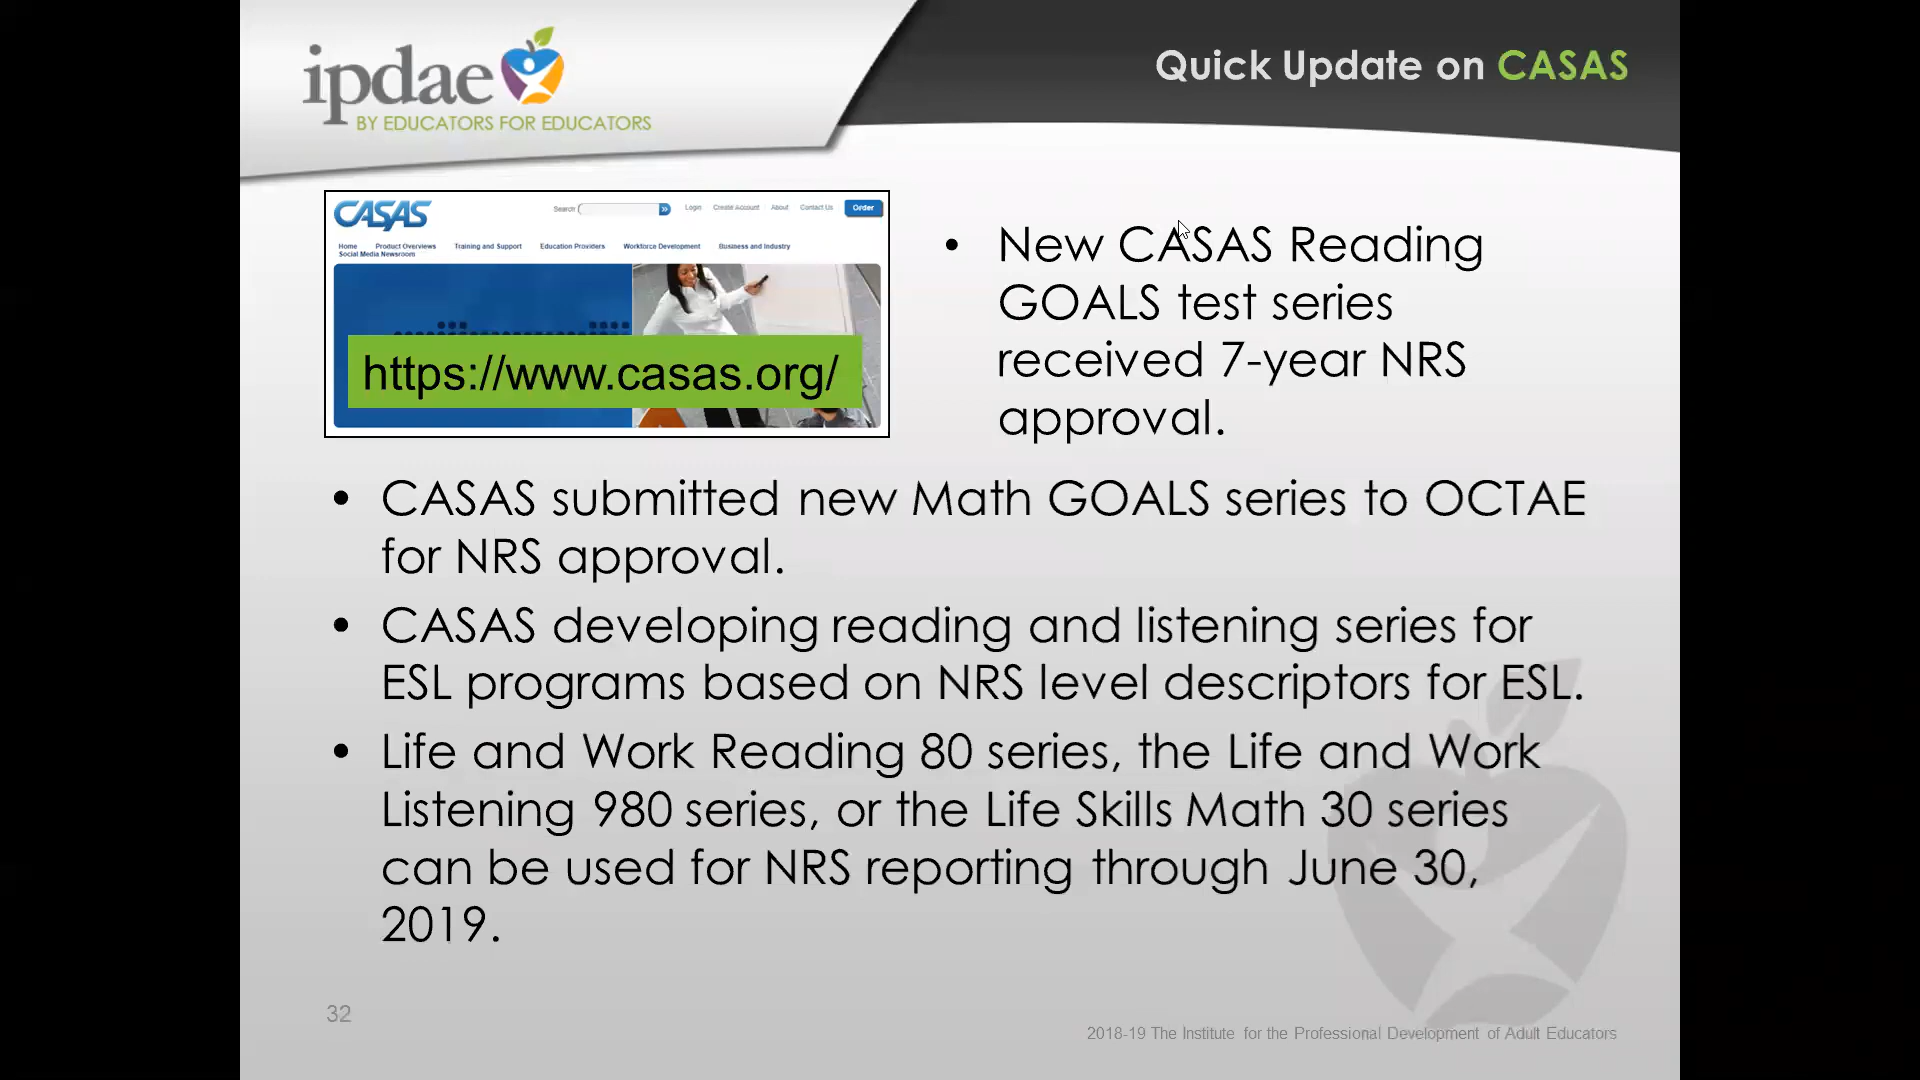 ipdae
BY EDUCATORS FOR EDUCATORS
Quick Update on CASAS
CASAS
Search
Login Create Account About Contact Us Order
Home Product Overviews Training and Support Education Providers Workforce Development Business and Industry
Social Media Newsroom
https://www.casas.org/
• New CASAS Reading
GOALS test series
received 7-year NRS
approval.
• CASAS submitted new Math GOALS series to OCTAE
for NRS approval.
• CASAS developing reading and listening series for
ESL programs based on NRS level descriptors for ESL.
• Life and Work Reading 80 series, the Life and Work
Listening 980 series, or the Life Skills Math 30 series
can be used for NRS reporting through June 30,
2019.
32
2018-19 The Institute for the Professional Development of Adult Educators